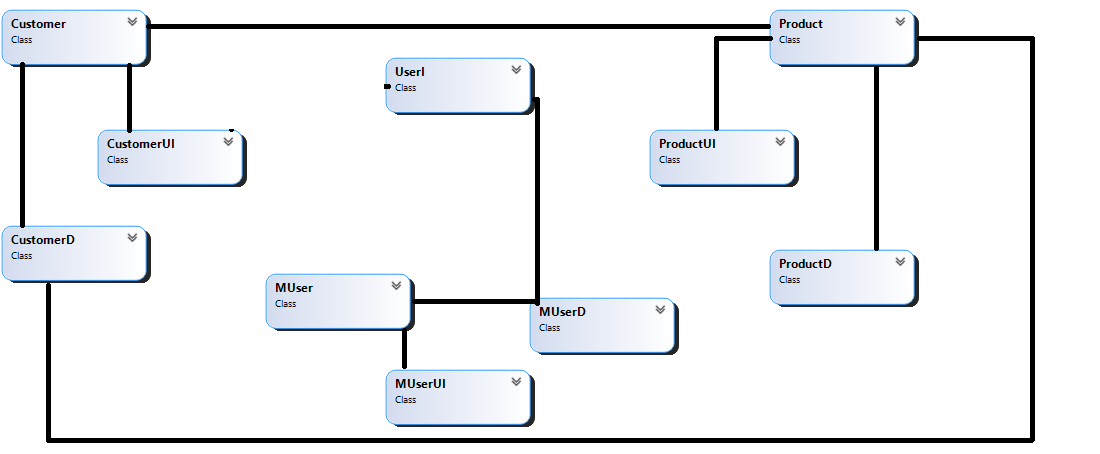 Customer
Class
Product
Class
UserI
Class
CustomerUI
Class
ProductUI
Class
CustomerD
Class
ProductD
Class
MUser
Class
MUserD
Class
MUserUI
Class